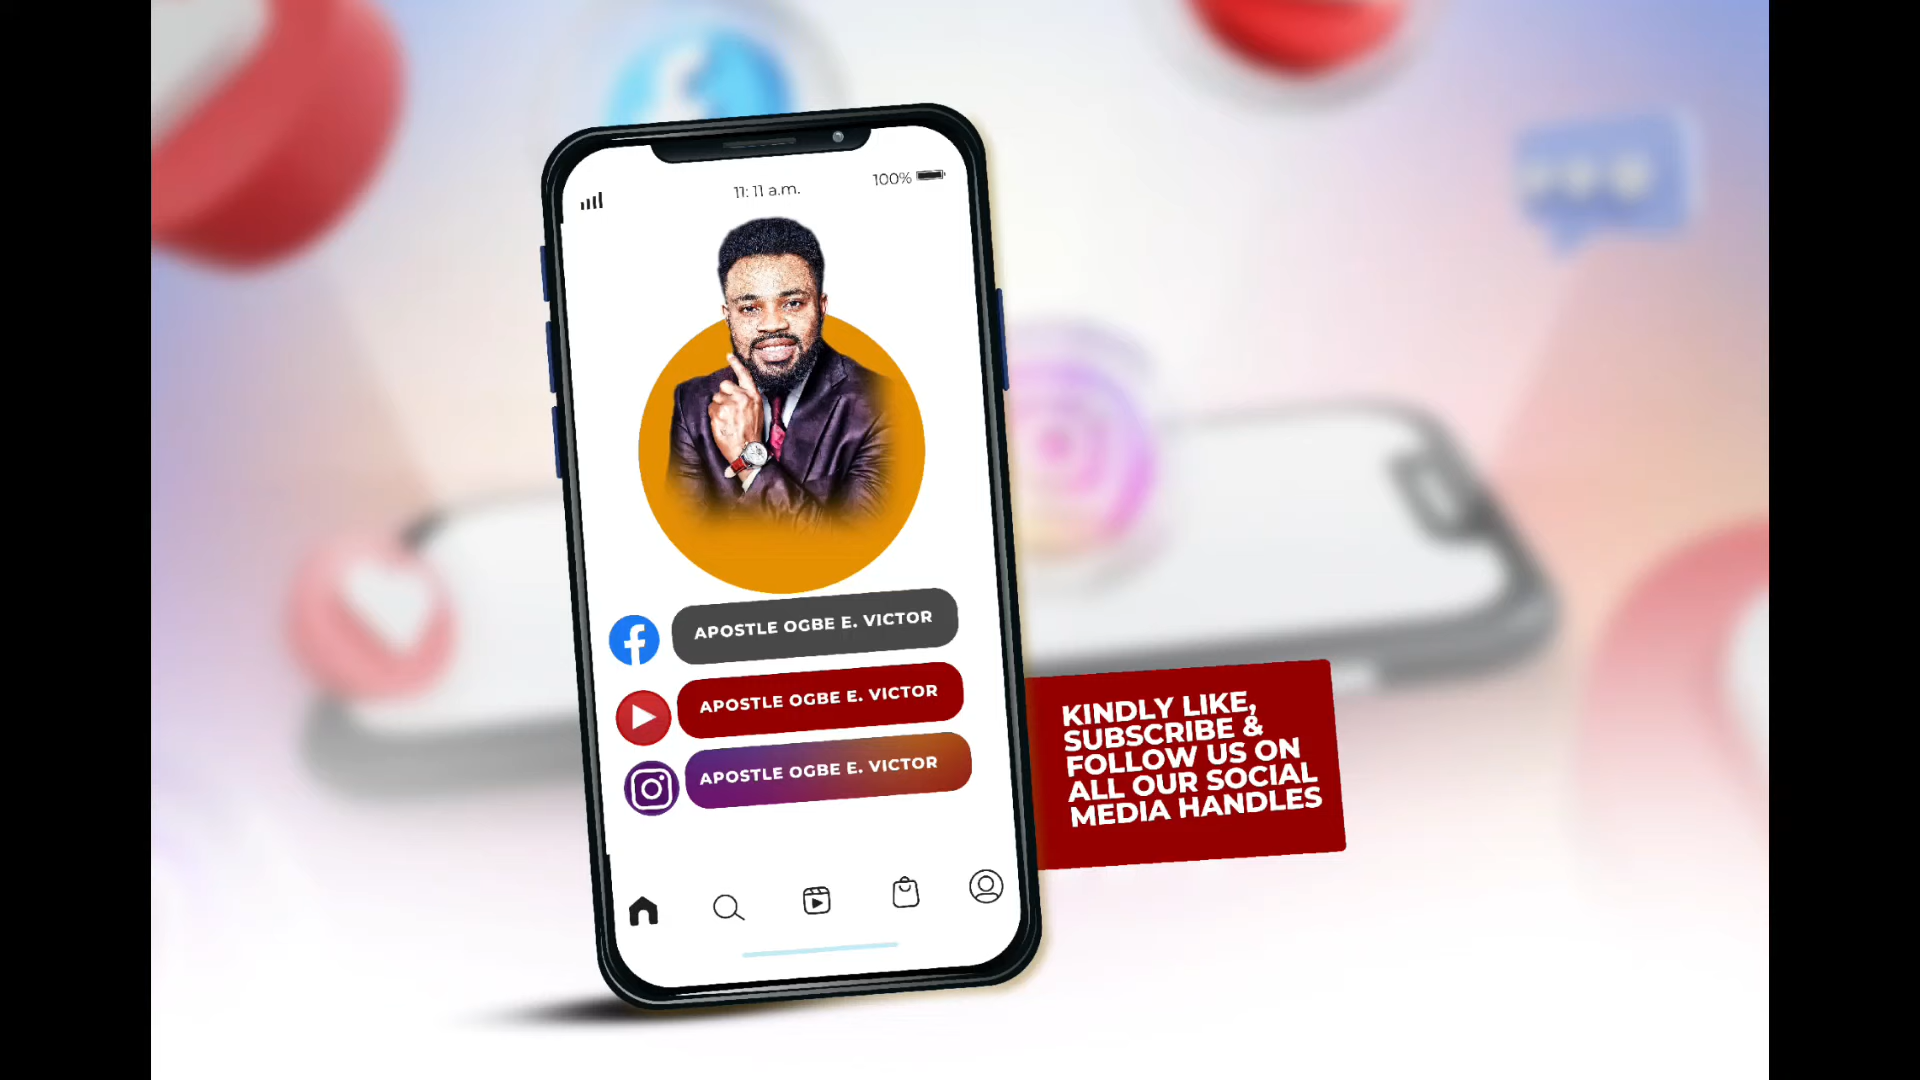 11: 11 a.m.
100%
APOSTLE OGBE E. VICTOR
APOSTLE OGBE E. VICTOR
APOSTLE OGBE E. VICTOR
KINDLY LIKE,
SUBSCRIBE &
FOLLOW US ON
ALL OUR SOCIAL
MEDIA HANDLES